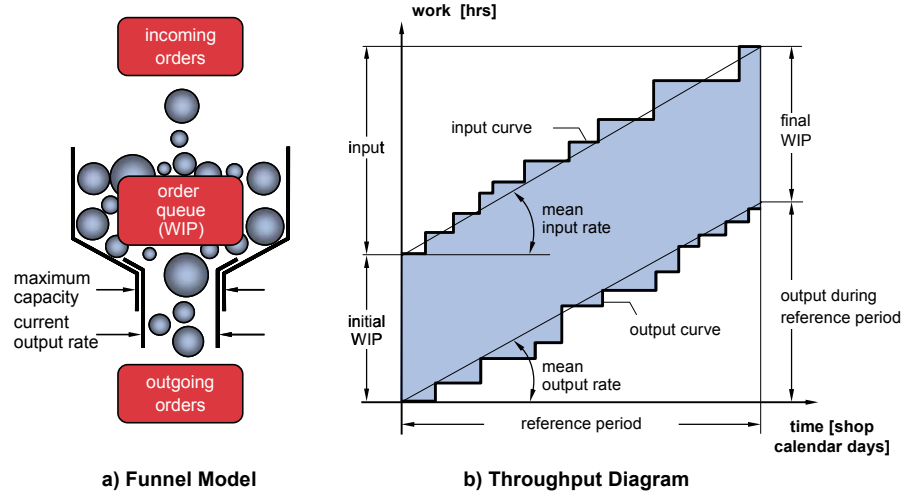 incoming
orders
order
queue
(WIP)
maximum
capacity
current
output rate
outgoing
orders
a) Funnel Model
work [hrs]
input
initial
WIP
input curve
mean
input rate
output curve
mean
output rate
final
WIP
output during
reference period
reference period
time [shop
calendar days]
b) Throughput Diagram